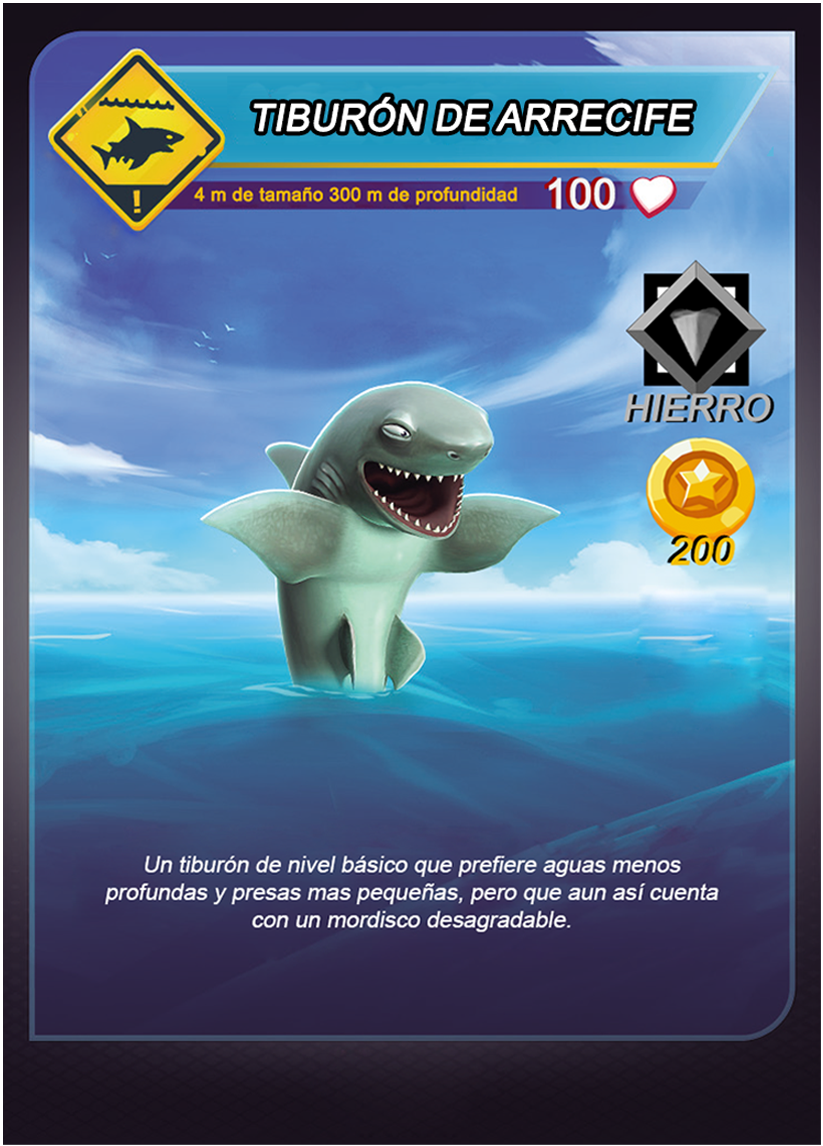 TIBURÓN DE ARRECIFE
4 m de tamaño 300 m de profundidad 100
!
HIERRO
200
Un tiburón de nivel básico que prefiere aguas menos
profundas y presas mas pequeñas, pero que aun así cuenta
con un mordisco desagradable.